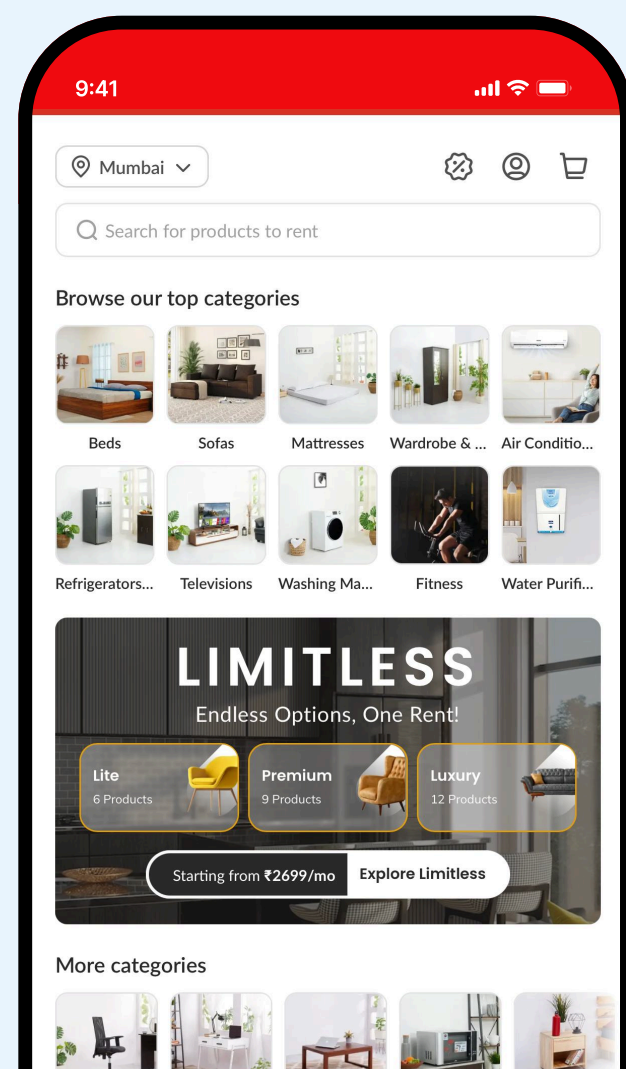 9:41
Mumbai
Search for products to rent
Browse our top categories
Beds
Sofas
Mattresses
Wardrobe & ...
Air Conditio...
Refrigerators...
Televisions
Washing Ma...
Fitness
Water Purifi...
LIMITLESS
Endless Options, One Rent!
Lite
6 Products
Premium
9 Products
Luxury
12 Products
Starting from ₹2699/mo
Explore Limitless
More categories